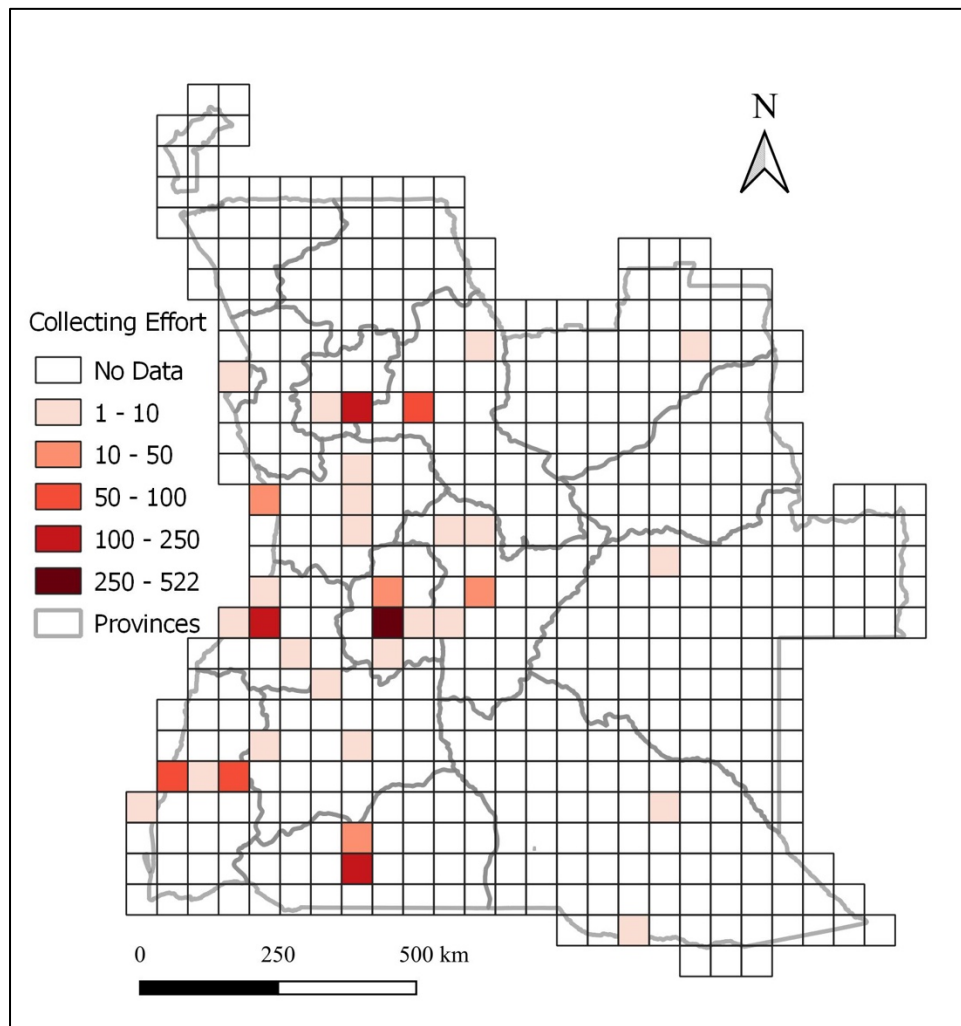 N
Collecting Effort
No Data
1 - 10
10 - 50
50 - 100
100 - 250
250 - 522
Provinces
0 250 500 km